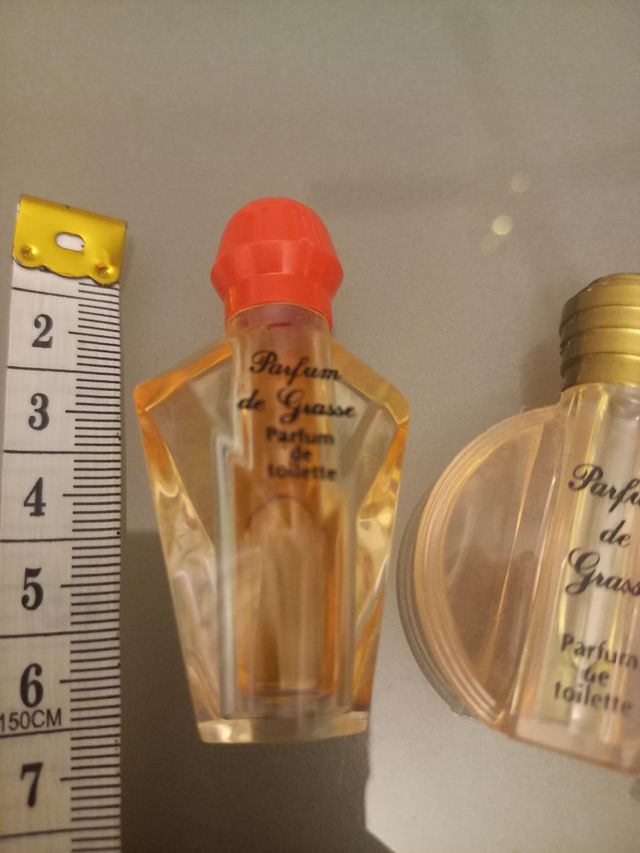 2
3
4
5
6
150CM
7
Parfum
de Grasse
Parfum
de
toilette
Parfu
de
Grass
Parfum
de
toilette